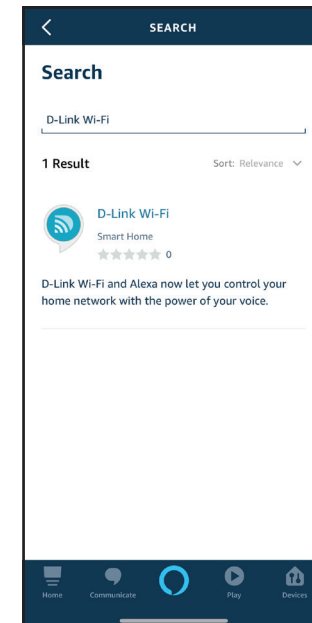 SEARCH
Search
D-Link Wi-Fi
1 Result
Sort: Relevance
D-Link Wi-Fi
Smart Home
0
D-Link Wi-Fi and Alexa now let you control your
home network with the power of your voice.
Home Communicate Play Devices